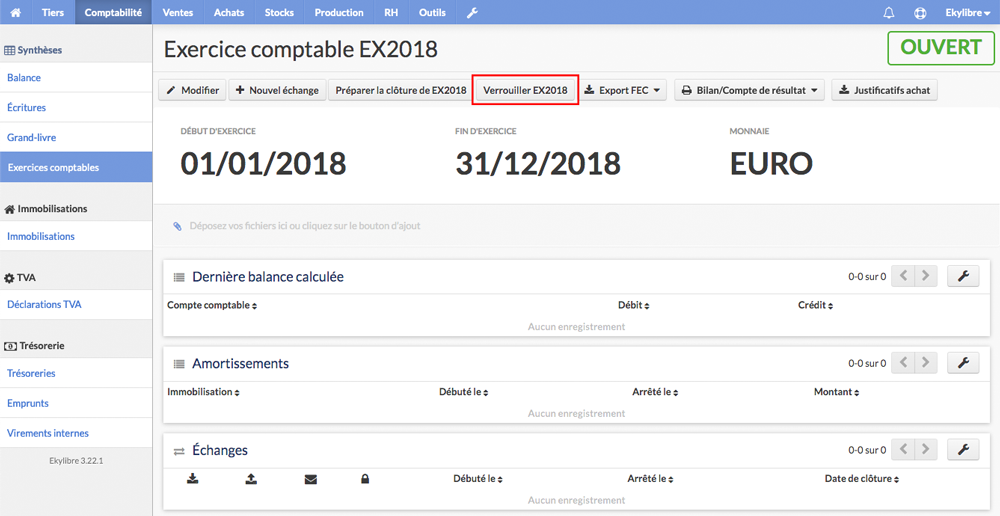 Tiers Comptabilité Ventes Achats Stocks Production RH Outils Ekylibre
Synthèses
Balance
Écritures
Grand-livre
Exercices comptables
Immobilisations
Immobilisations
TVA
Déclarations TVA
Trésorerie
Trésoreries
Emprunts
Virements internes
Ekylibre 3.22.1
Exercice comptable EX2018
OUVERT
Modifier Nouvel échange Préparer la clôture de EX2018 Verrouiller EX2018 Export FEC Bilan/Compte de résultat Justificatifs achat
DÉBUT D'EXERCICE FIN D'EXERCICE MONNAIE
01/01/2018 31/12/2018 EURO
Déposez vos fichiers ici ou cliquez sur le bouton d'ajout
Dernière balance calculée 0-0 sur 0
Compte comptable Débit Crédit
Aucun enregistrement
Amortissements 0-0 sur 0
Immobilisation Débuté le Arrêté le Montant
Aucun enregistrement
Échanges 0-0 sur 0
Débuté le Arrêté le Date de clôture
Aucun enregistrement